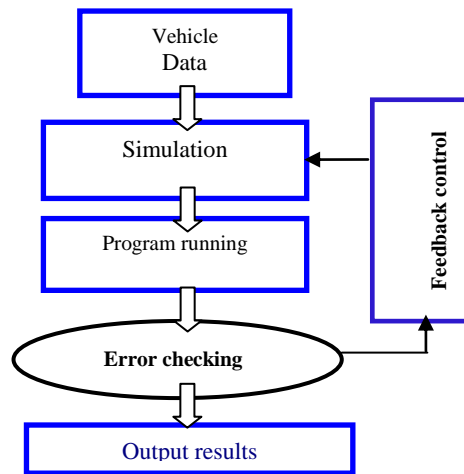 Vehicle
Data
Simulation
Program running
Error checking
Output results
Feedback control